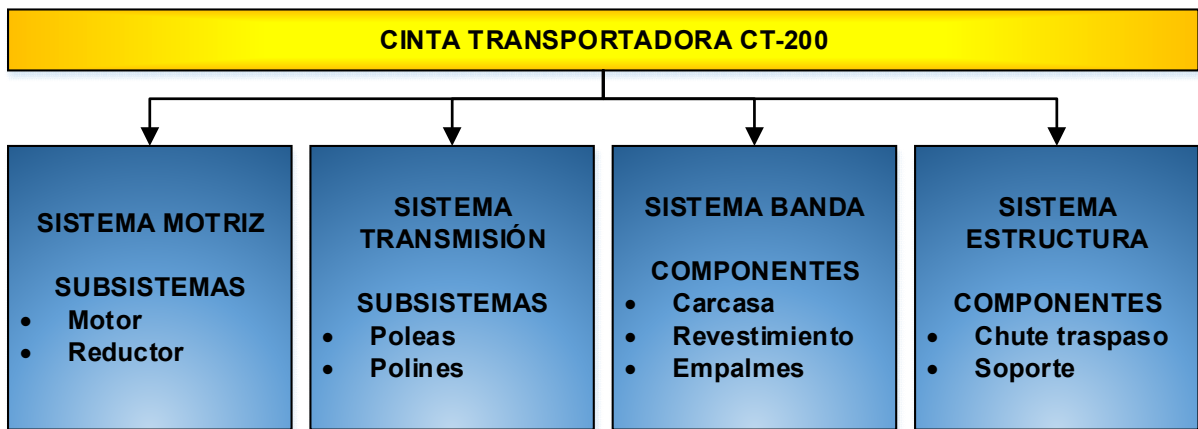 CINTA TRANSPORTADORA CT-200
SISTEMA MOTRIZ
SUBSISTEMAS
• Motor
• Reductor
SISTEMA
TRANSMISIÓN
SUBSISTEMAS
• Poleas
• Polines
SISTEMA BANDA
COMPONENTES
• Carcasa
• Revestimiento
• Empalmes
SISTEMA
ESTRUCTURA
COMPONENTES
• Chute traspaso
• Soporte